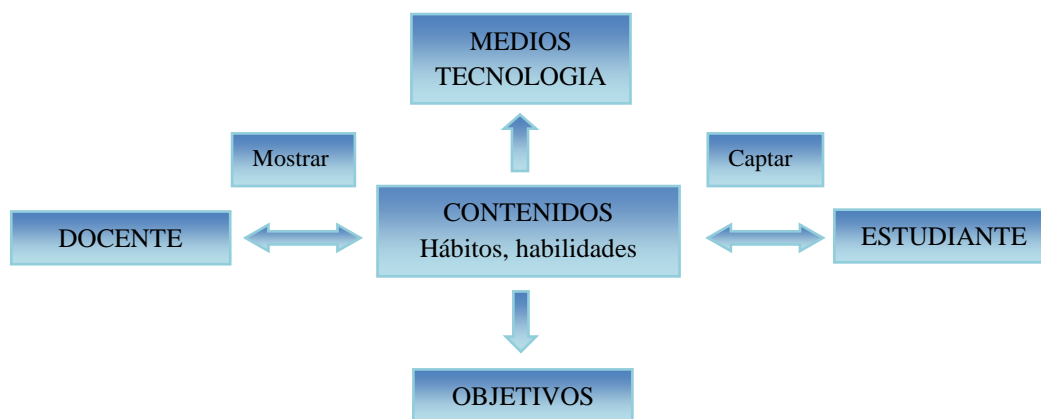 MEDIOS
TECNOLOGIA
Mostrar
Captar
DOCENTE
CONTENIDOS
Hábitos, habilidades
ESTUDIANTE
OBJETIVOS